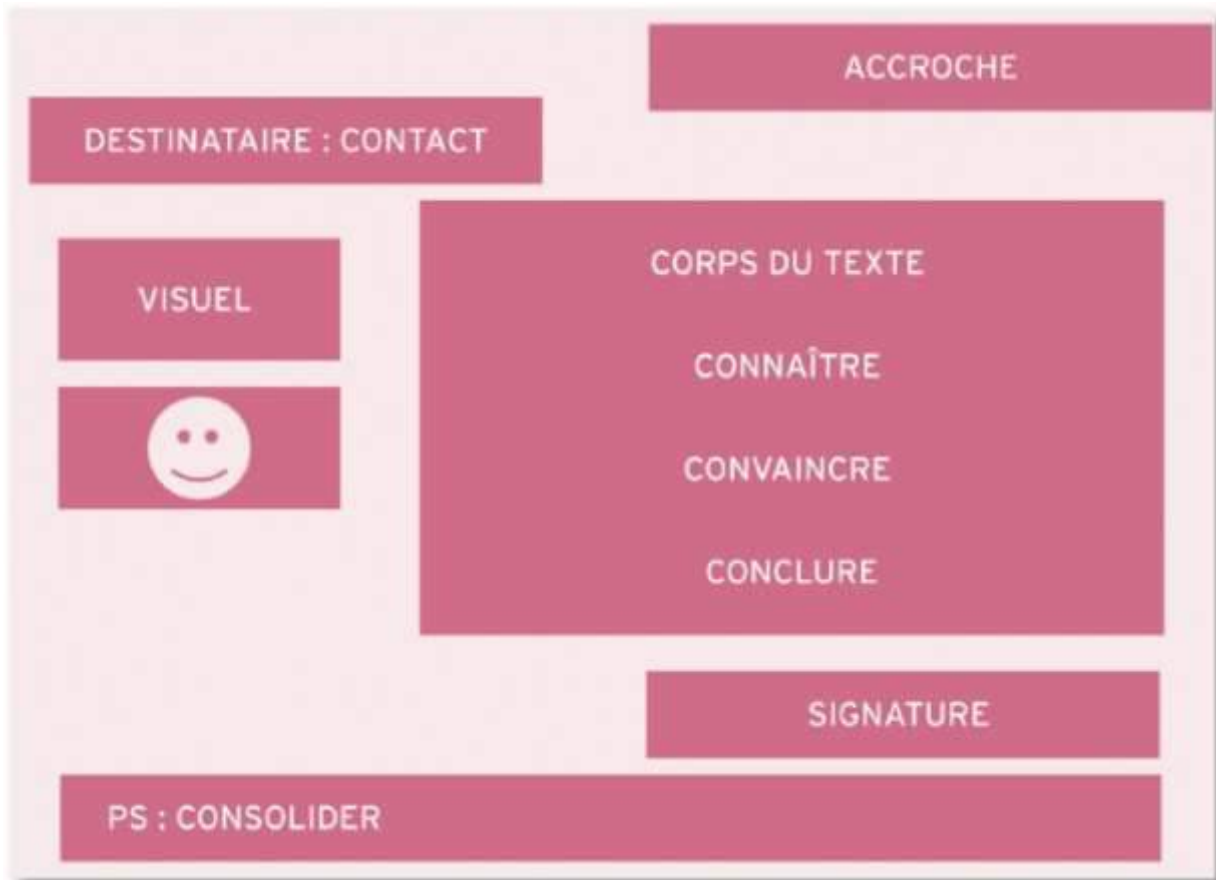 ACCROCHE
DESTINATAIRE : CONTACT
VISUEL
CORPS DU TEXTE
CONNAÎTRE
CONVAINCRE
CONCLURE
SIGNATURE
PS : CONSOLIDER